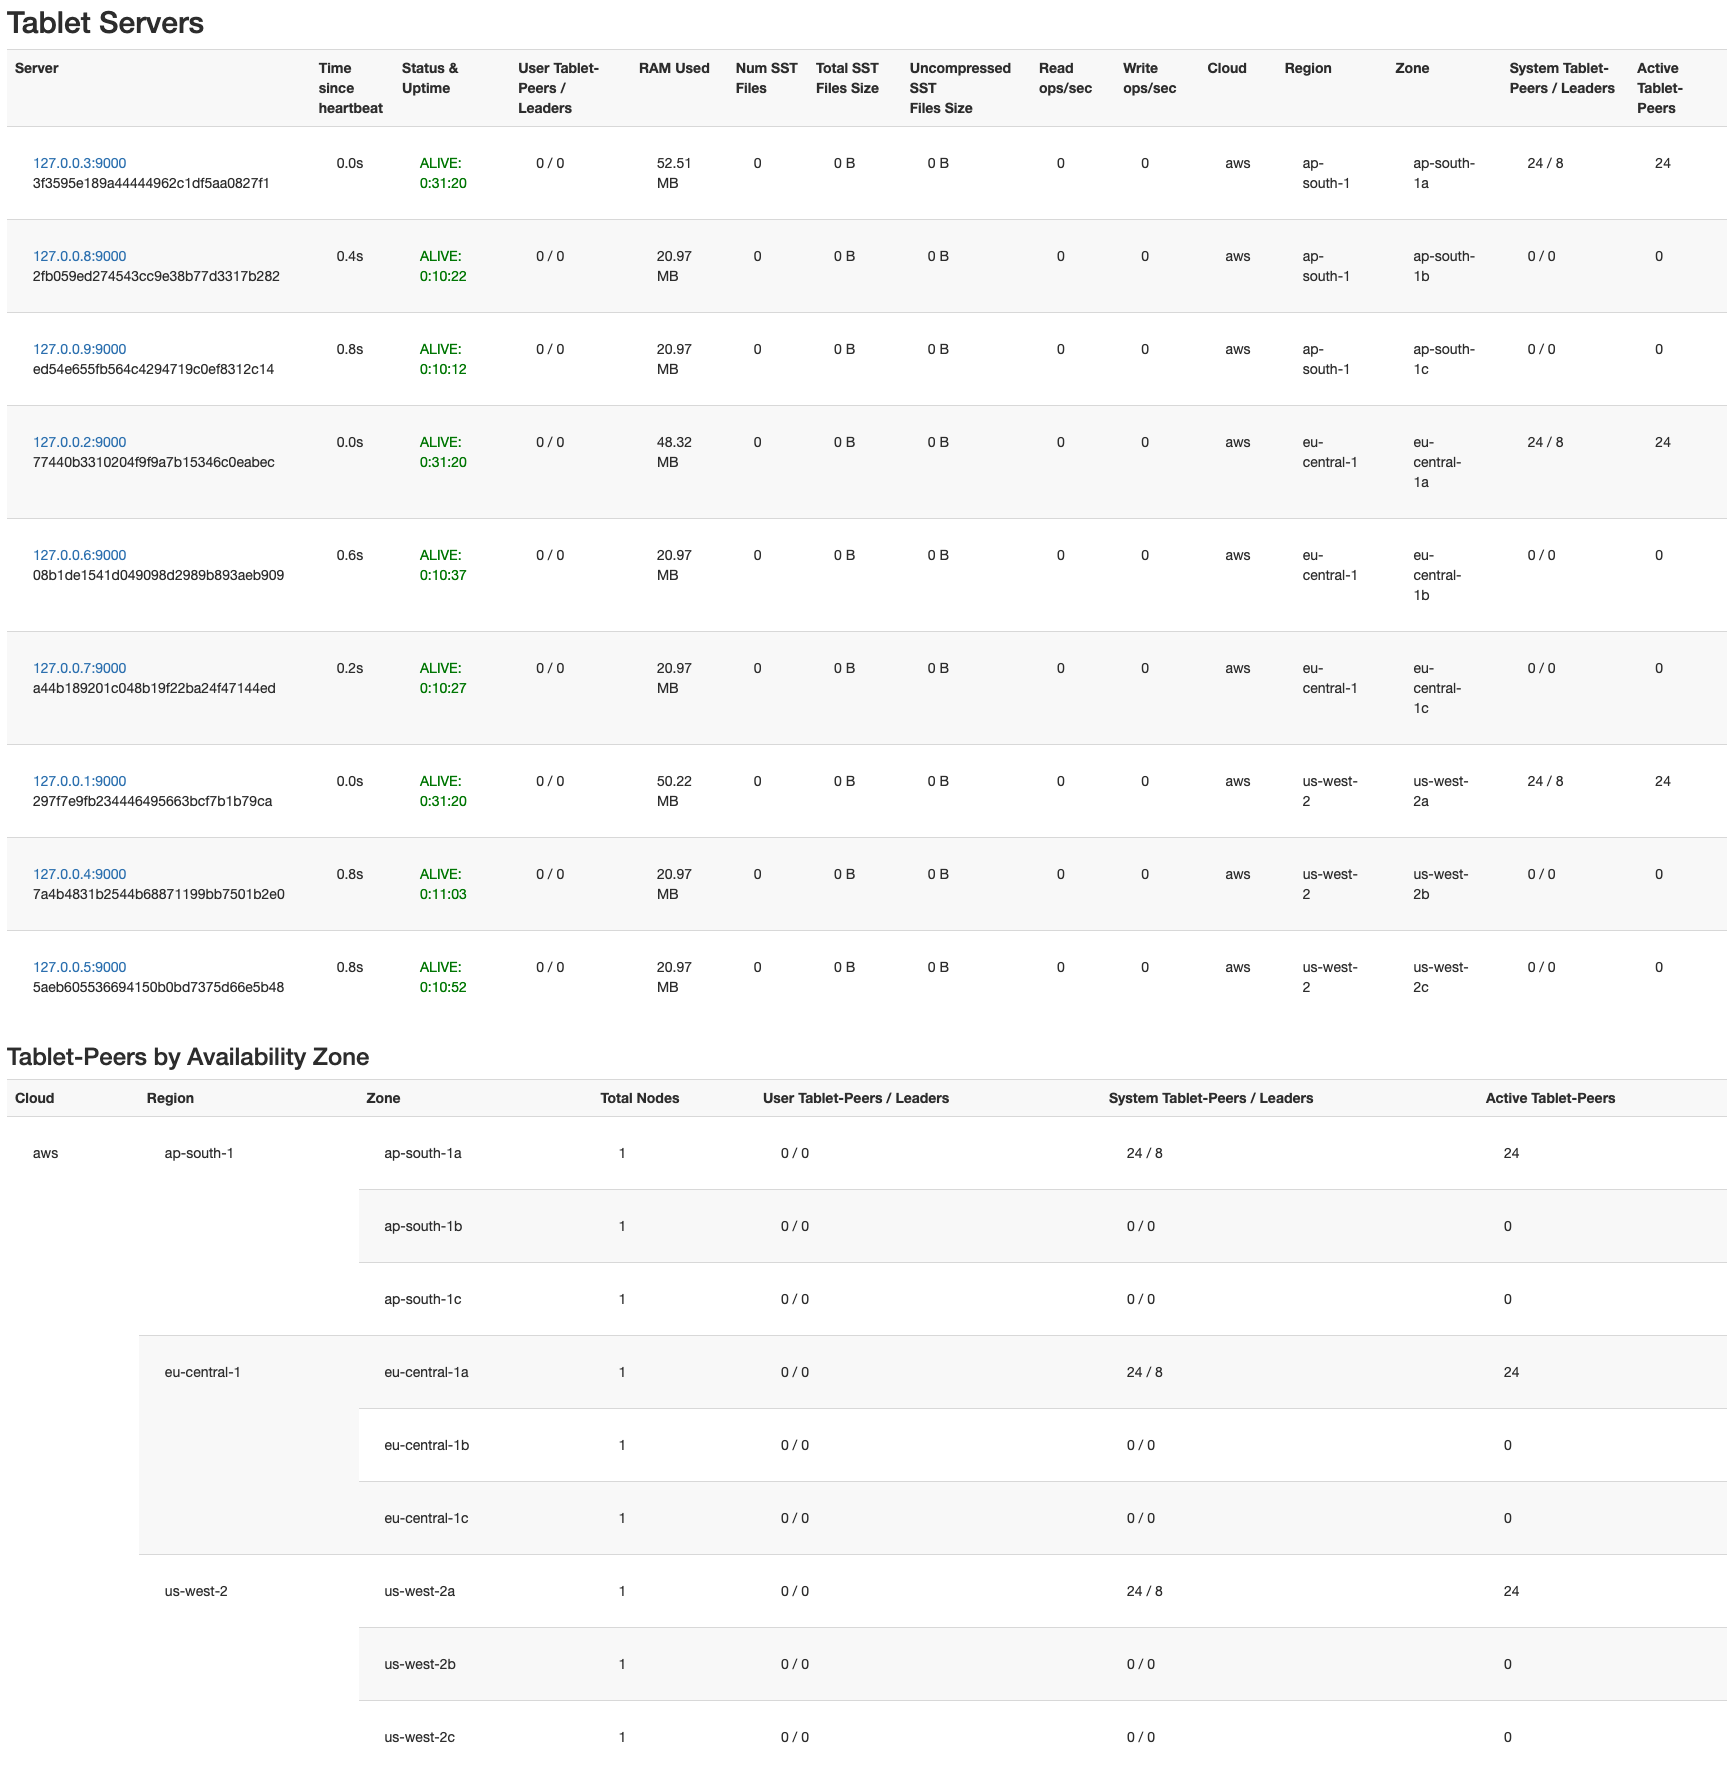 Tablet Servers
Server Time since heartbeat Status & Uptime User Tablet-Peers / Leaders RAM Used Num SST Files Total SST Files Size Uncompressed SST Files Size Read ops/sec Write ops/sec Cloud Region Zone System Tablet-Peers / Leaders Active Tablet-Peers
127.0.0.3:9000 0.0s ALIVE: 0 / 0 52.51 0 0 B 0 B 0 0 aws ap- ap-south- 24 / 8 24
3f3595e189a44444962c1df5aa0827f1 0:31:20 MB south-1 1a
127.0.0.8:9000 0.4s ALIVE: 0 / 0 20.97 0 0 B 0 B 0 0 aws ap- ap-south- 0 / 0 0
2fb059ed274543cc9e38b77d3317b282 0:10:22 MB south-1 1b
127.0.0.9:9000 0.8s ALIVE: 0 / 0 20.97 0 0 B 0 B 0 0 aws ap- ap-south- 0 / 0 0
ed54e655fb564c4294719c0ef8312c14 0:10:12 MB south-1 1c
127.0.0.2:9000 0.0s ALIVE: 0 / 0 48.32 0 0 B 0 B 0 0 aws eu- eu- 24 / 8 24
77440b3310204f9f9a7b15346c0eabec 0:31:20 MB central-1 central-
1a
127.0.0.6:9000 0.6s ALIVE: 0 / 0 20.97 0 0 B 0 B 0 0 aws eu- eu- 0 / 0 0
08b1de1541d049098d2989b893aeb909 0:10:37 MB central-1 central-
1b
127.0.0.7:9000 0.2s ALIVE: 0 / 0 20.97 0 0 B 0 B 0 0 aws eu- eu- 0 / 0 0
a44b189201c048b19f22ba24f47144ed 0:10:27 MB central-1 central-
1c
127.0.0.1:9000 0.0s ALIVE: 0 / 0 50.22 0 0 B 0 B 0 0 aws us-west- us-west- 24 / 8 24
297f7e9fb234446495663bcf7b1b79ca 0:31:20 MB 2 2a
127.0.0.4:9000 0.8s ALIVE: 0 / 0 20.97 0 0 B 0 B 0 0 aws us-west- us-west- 0 / 0 0
7a4b4831b2544b68871199bb7501b2e0 0:11:03 MB 2 2b
127.0.0.5:9000 0.8s ALIVE: 0 / 0 20.97 0 0 B 0 B 0 0 aws us-west- us-west- 0 / 0 0
5aeb605536694150b0bd7375d66e5b48 0:10:52 MB 2 2c
Tablet-Peers by Availability Zone
Cloud Region Zone Total Nodes User Tablet-Peers / Leaders System Tablet-Peers / Leaders Active Tablet-Peers
aws ap-south-1 ap-south-1a 1 0 / 0 24 / 8 24
ap-south-1b 1 0 / 0 0 / 0 0
ap-south-1c 1 0 / 0 0 / 0 0
eu-central-1 eu-central-1a 1 0 / 0 24 / 8 24
eu-central-1b 1 0 / 0 0 / 0 0
eu-central-1c 1 0 / 0 0 / 0 0
us-west-2 us-west-2a 1 0 / 0 24 / 8 24
us-west-2b 1 0 / 0 0 / 0 0
us-west-2c 1 0 / 0 0 / 0 0